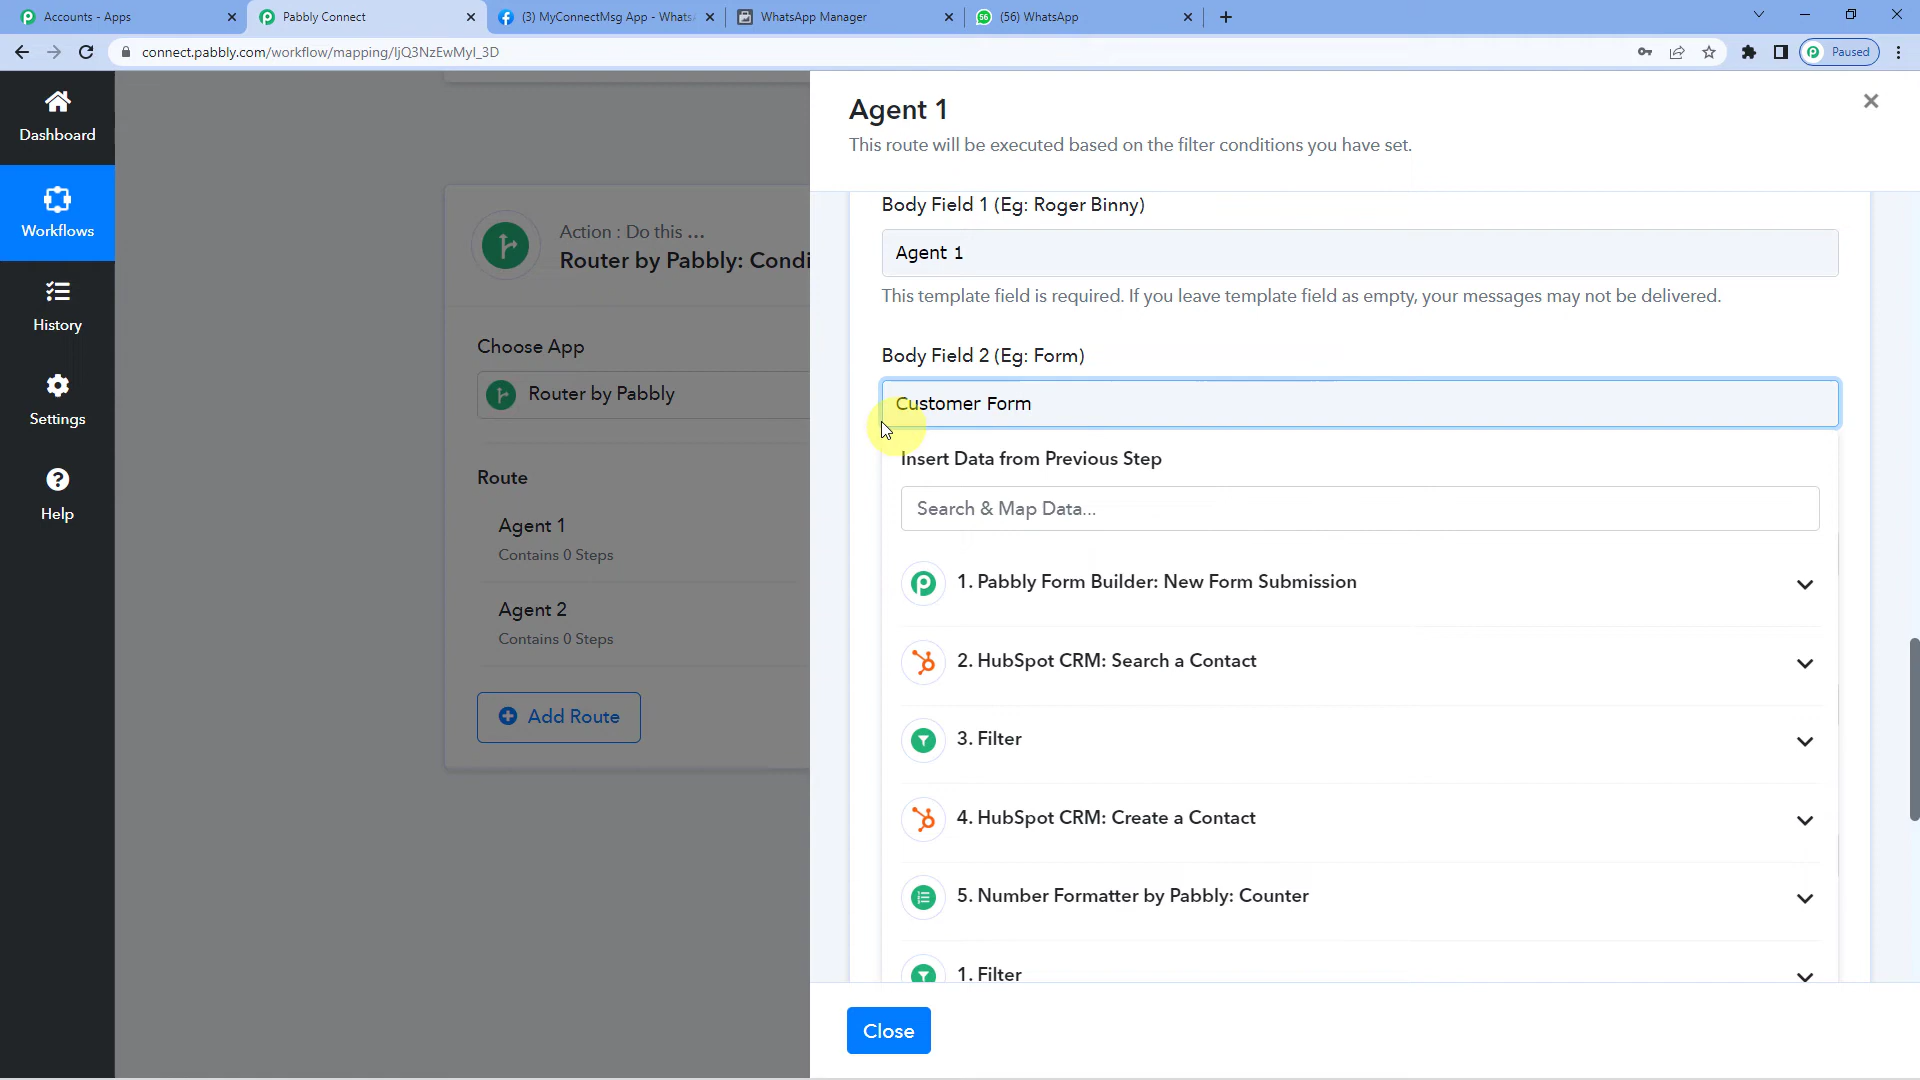 Accounts - Apps
Pabbly Connect
(3) MyConnectMsg App - Whats
WhatsApp Manager
56
(56) WhatsApp
connect.pabbly.com/workflow/mapping/IjQ3NzEwMyI_3D
Paused
Dashboard
Workflows
History
Settings
Help
Action : Do this ...
Router by Pabbly: Condi
Choose App
Router by Pabbly
Route
Agent 1
Contains 0 Steps
Agent 2
Contains 0 Steps
Add Route
Agent 1
This route will be executed based on the filter conditions you have set.
Body Field 1 (Eg: Roger Binny)
Agent 1
This template field is required. If you leave template field as empty, your messages may not be delivered.
Body Field 2 (Eg: Form)
Customer Form
Insert Data from Previous Step
Search & Map Data...
1. Pabbly Form Builder: New Form Submission
2. HubSpot CRM: Search a Contact
3. Filter
4. HubSpot CRM: Create a Contact
5. Number Formatter by Pabbly: Counter
1. Filter
Close